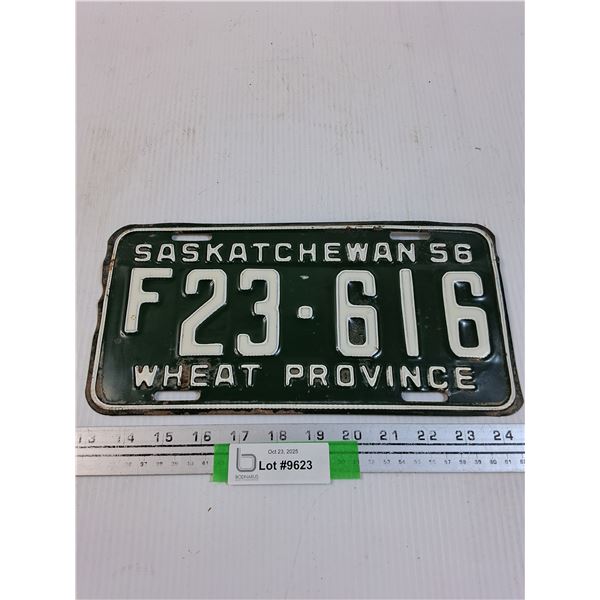 SASKATCHEWAN 56
F23·616
WHEAT PROVINCE
13 14 15 16 17 18 19 20 21 22 23 24
Oct 23, 2025
Lot #9623
b
BODNARUS